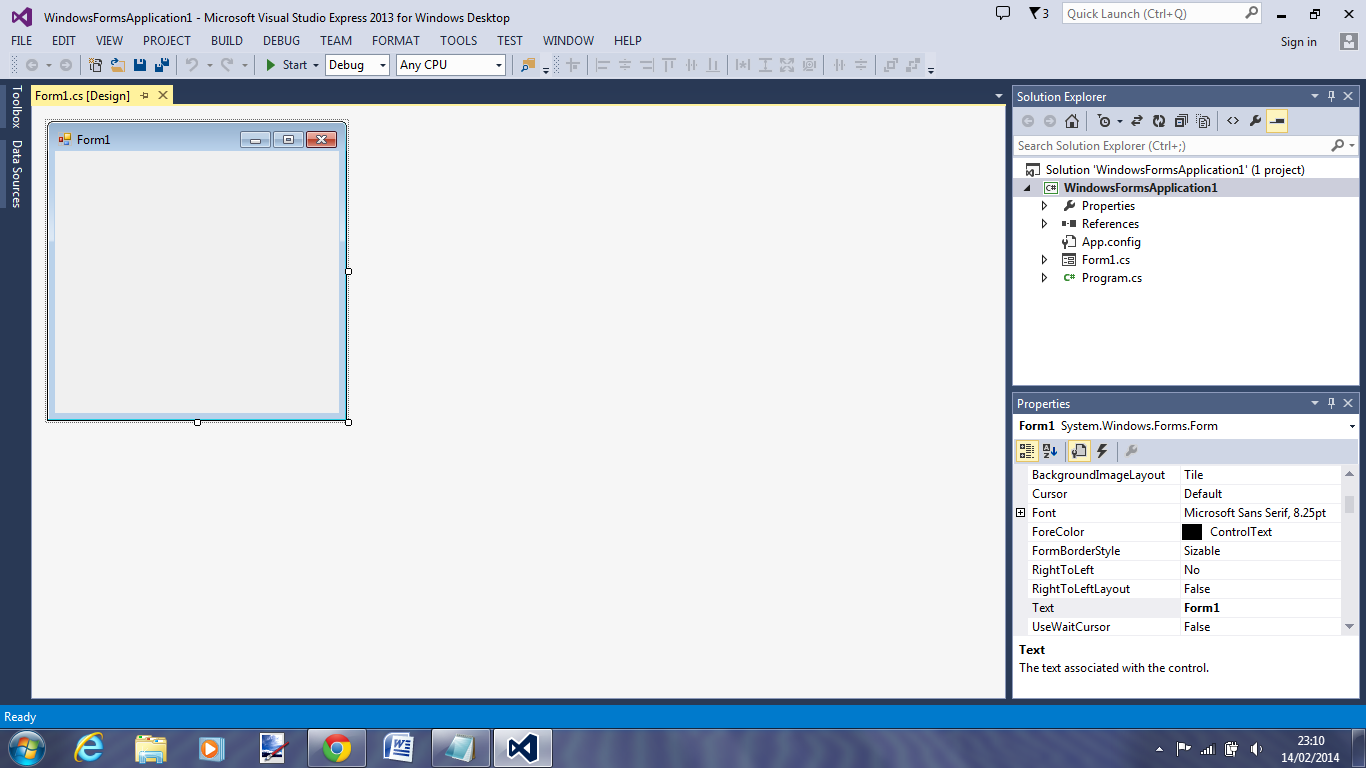 WindowsFormsApplication1 - Microsoft Visual Studio Express 2013 for Windows Desktop
3
Quick Launch (Ctrl+Q)
FILE EDIT VIEW PROJECT BUILD DEBUG TEAM FORMAT TOOLS TEST WINDOW HELP
Sign in
Start Debug Any CPU
Toolbox
Data Sources
Form1.cs [Design]
Form1
Solution Explorer
Search Solution Explorer (Ctrl+;)
Solution 'WindowsFormsApplication1' (1 project)
C# WindowsFormsApplication1
Properties
References
App.config
Form1.cs
C# Program.cs
Properties
Form1 System.Windows.Forms.Form
BackgroundImageLayout Tile
Cursor Default
Font Microsoft Sans Serif, 8.25pt
ForeColor ControlText
FormBorderStyle Sizable
RightToLeft No
RightToLeftLayout False
Text Form1
UseWaitCursor False
Text
The text associated with the control.
Ready
23:10
14/02/2014